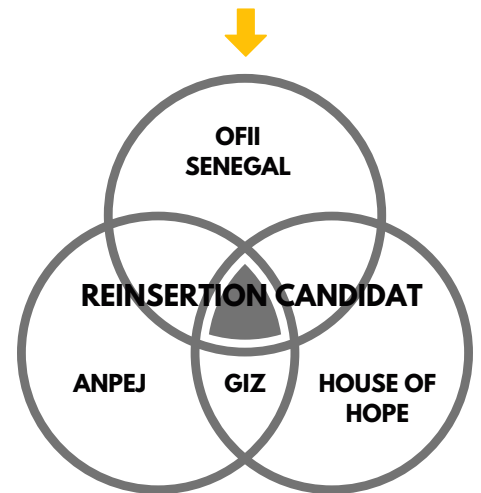 OFII
SENEGAL
REINSERTION CANDIDAT
ANPEJ
GIZ
HOUSE OF
HOPE